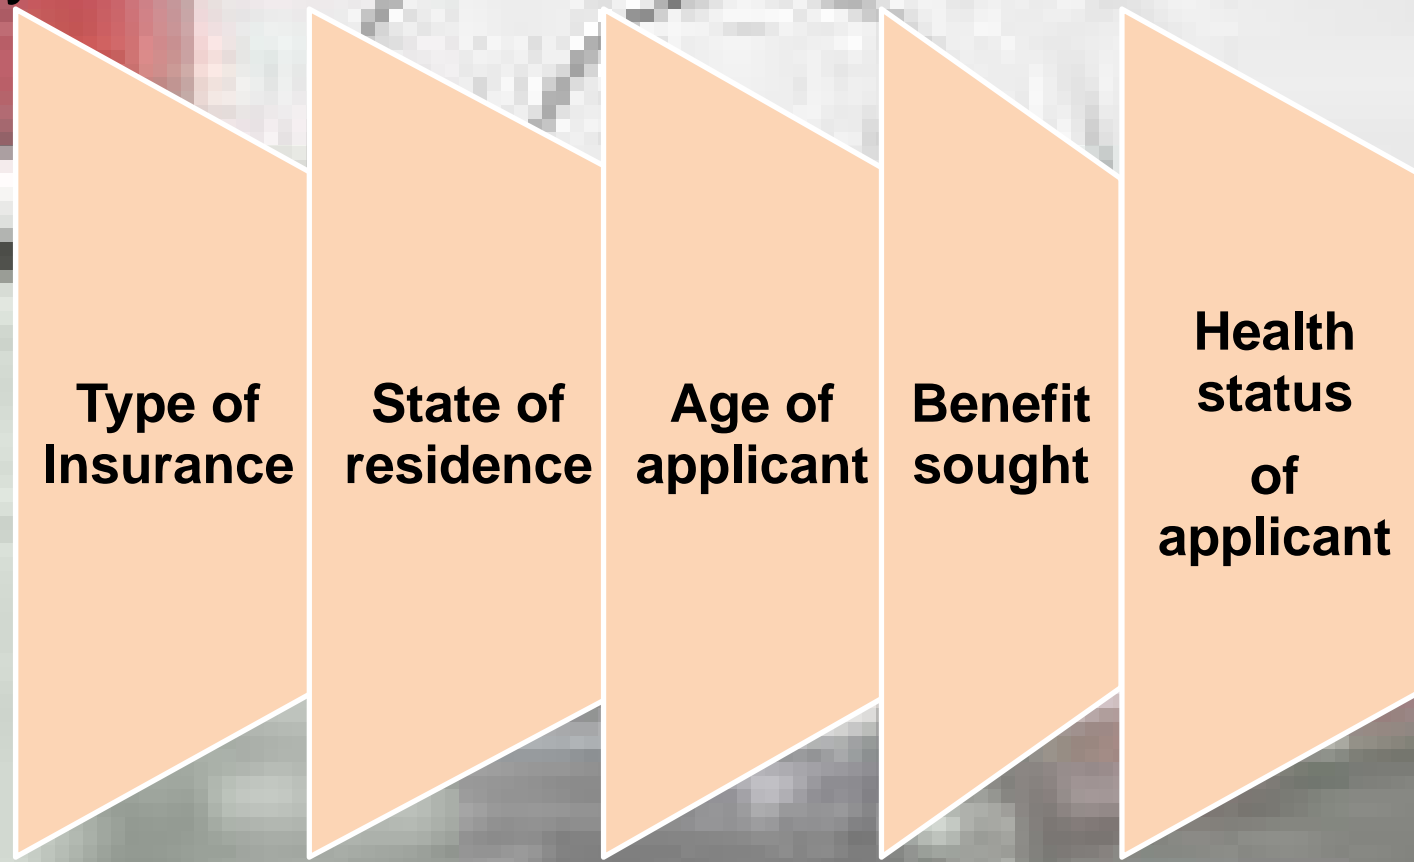 Type of
Insurance
State of
residence
Age of
applicant
Benefit
sought
Health
status
of
applicant